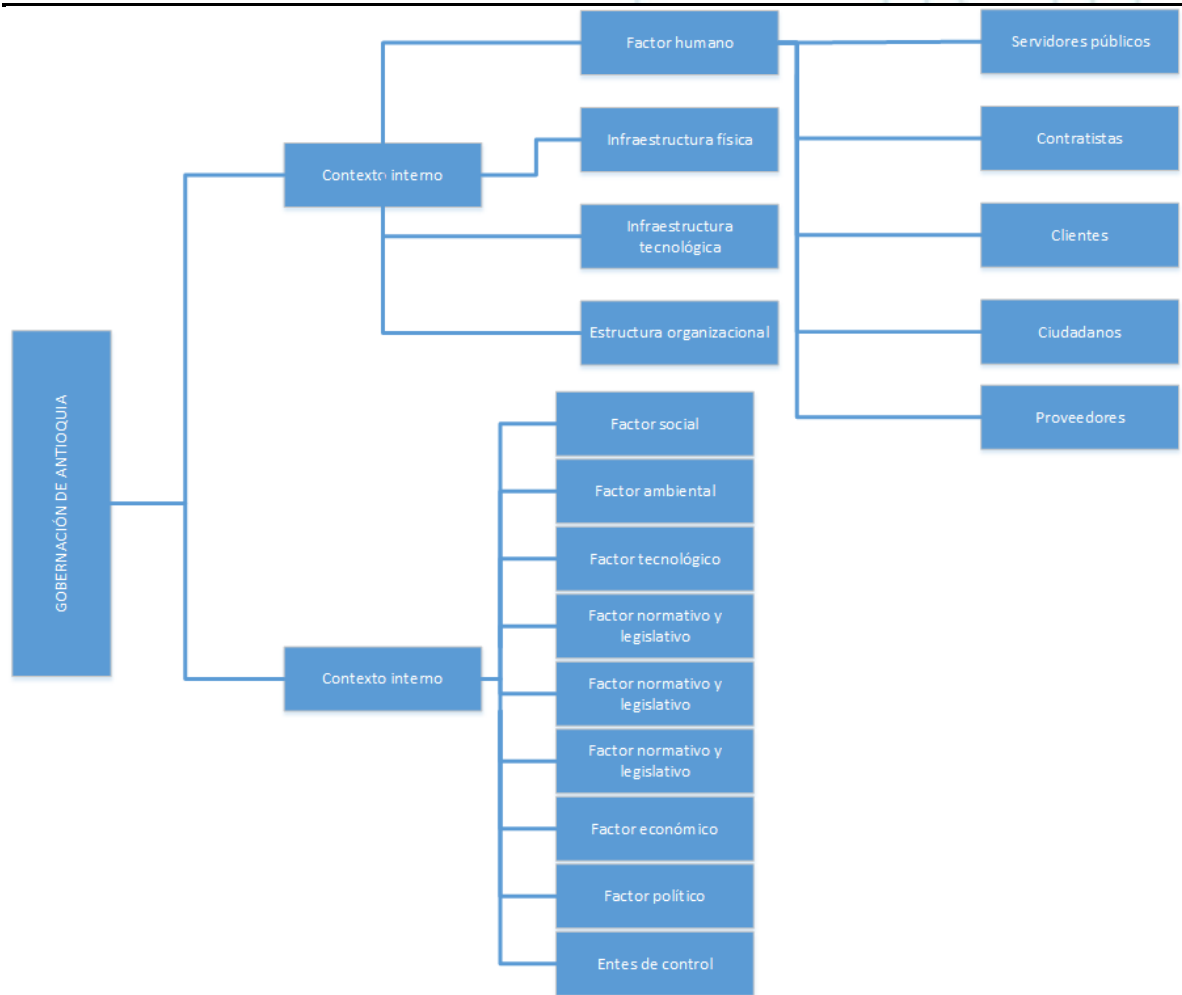 GOBERNACIÓN DE ANTIOQUIA
Contexto interno
Factor humano
Servidores públicos
Contratistas
Clientes
Ciudadanos
Proveedores
Infraestructura física
Infraestructura
tecnológica
Estructura organizacional
Contexto interno
Factor social
Factor ambiental
Factor tecnológico
Factor normativo y
legislativo
Factor normativo y
legislativo
Factor normativo y
legislativo
Factor económico
Factor político
Entes de control